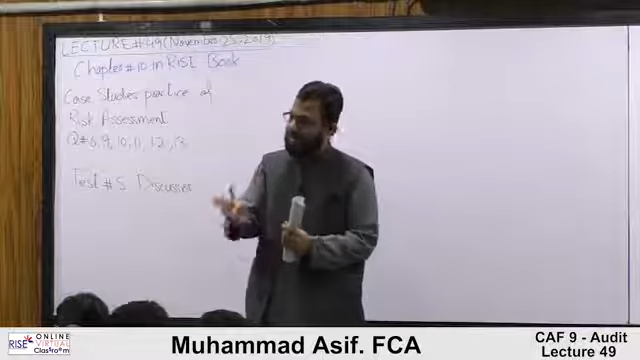 LECTURE #49 (November 25, 2019)
Chapter #10 in RISE Book
Case Studies practice of
Risk Assessment
Q# 6, 9, 10, 11, 12, 13
Test # 5 Discussed
RISE ONLINE
VIRTUAL
Classroom
Muhammad Asif. FCA
CAF 9 - Audit
Lecture 49